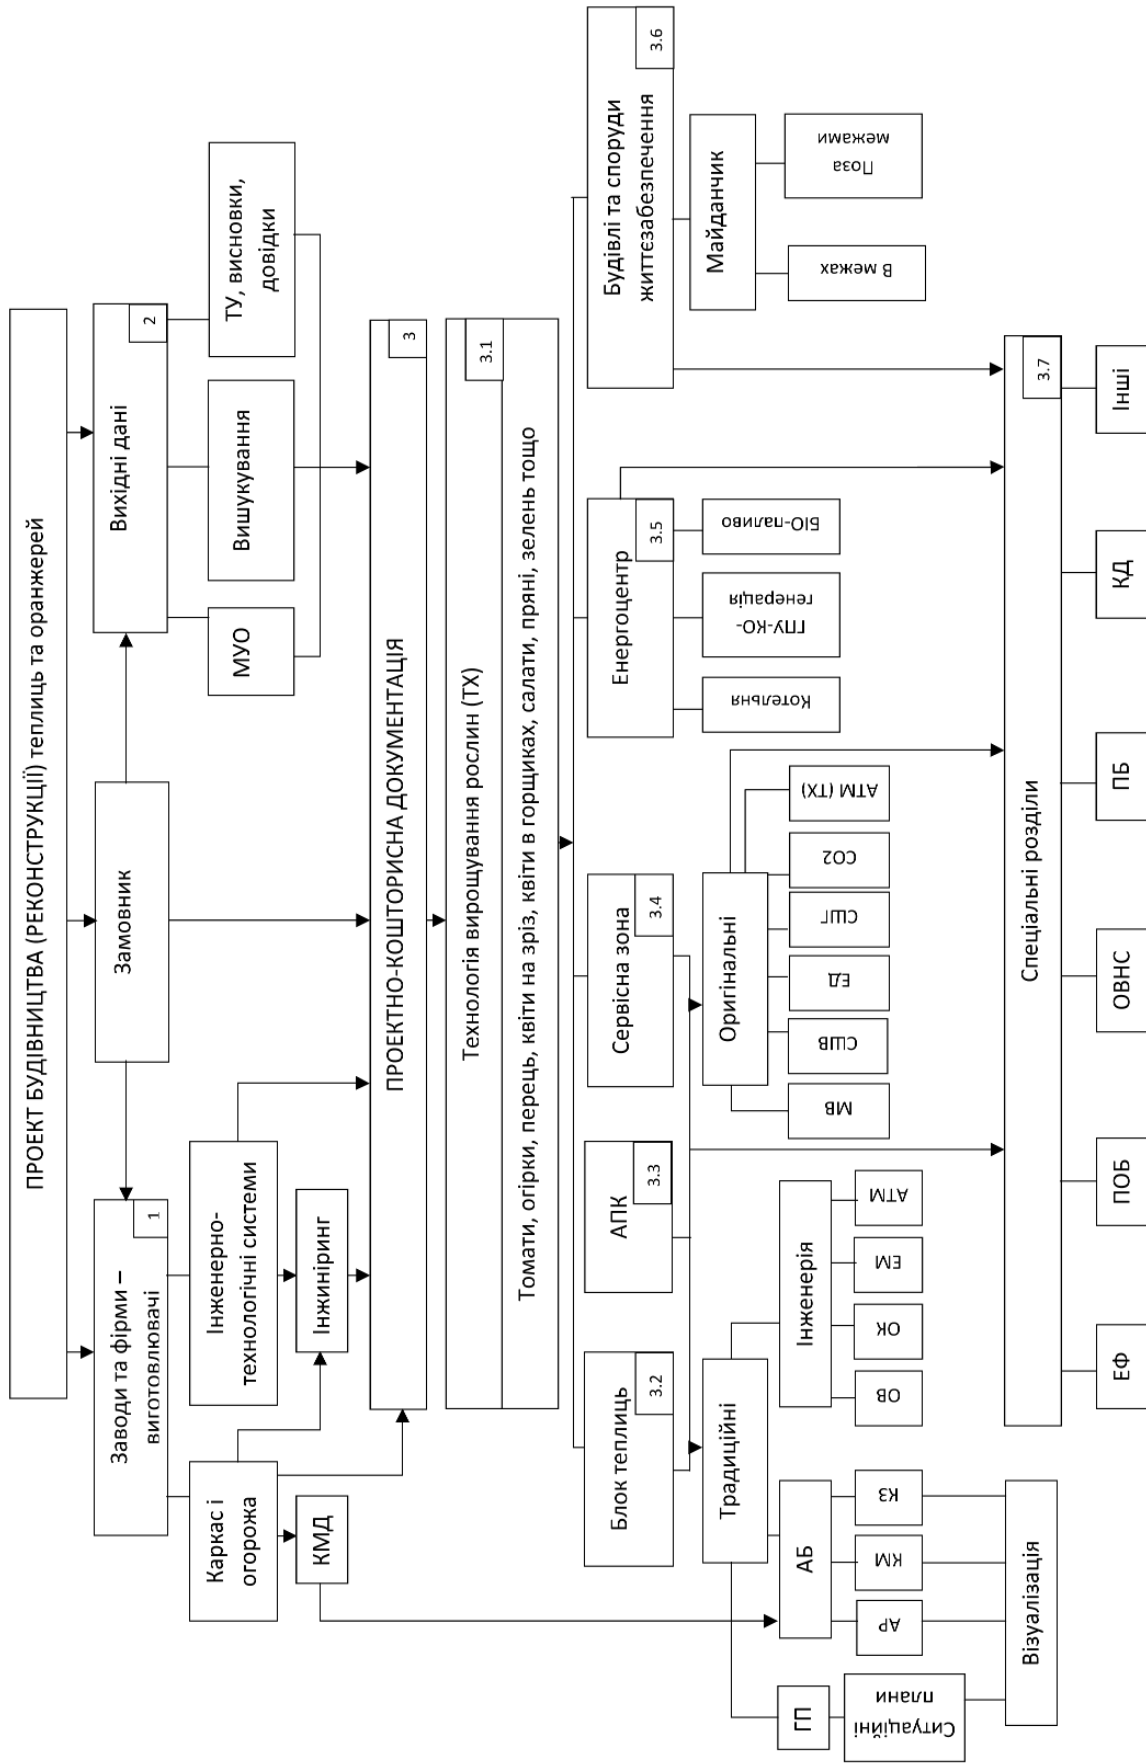 ПРОЕКТ БУДІВНИЦТВА (РЕКОНСТРУКЦІЇ) теплиць та оранжерей
Заводи та фірми –
виготовлювачі
1
Замовник
Вихідні дані
2
Каркас і
огорожа
Інженерно-
технологічні системи
МУО
Вишукування
ТУ, висновки,
довідки
КМД
Інжиніринг
ПРОЕКТНО-КОШТОРИСНА ДОКУМЕНТАЦІЯ
3
Технологія вирощування рослин (ТХ)
3.1
Томати, огірки, перець, квіти на зріз, квіти в горщиках, салати, пряні, зелень тощо
Блок теплиць
3.2
АПК
3.3
Сервісна зона
3.4
Енергоцентр
3.5
Будівлі та споруди
життєзабезпечення
3.6
Традиційні
Оригінальні
Котельня
ГПУ-КО-
генерація
БІО-паливо
Майданчик
ГП
АБ
Інженерія
МВ
СШВ
ЕД
СШГ
СО2
АТМ (ТХ)
В межах
Поза
межами
Ситуаційні
плани
АР
КМ
КЗ
ОВ
ОК
ЕМ
АТМ
Візуалізація
Спеціальні розділи
3.7
ЕФ
ПОБ
ОВНС
ПБ
КД
Інші